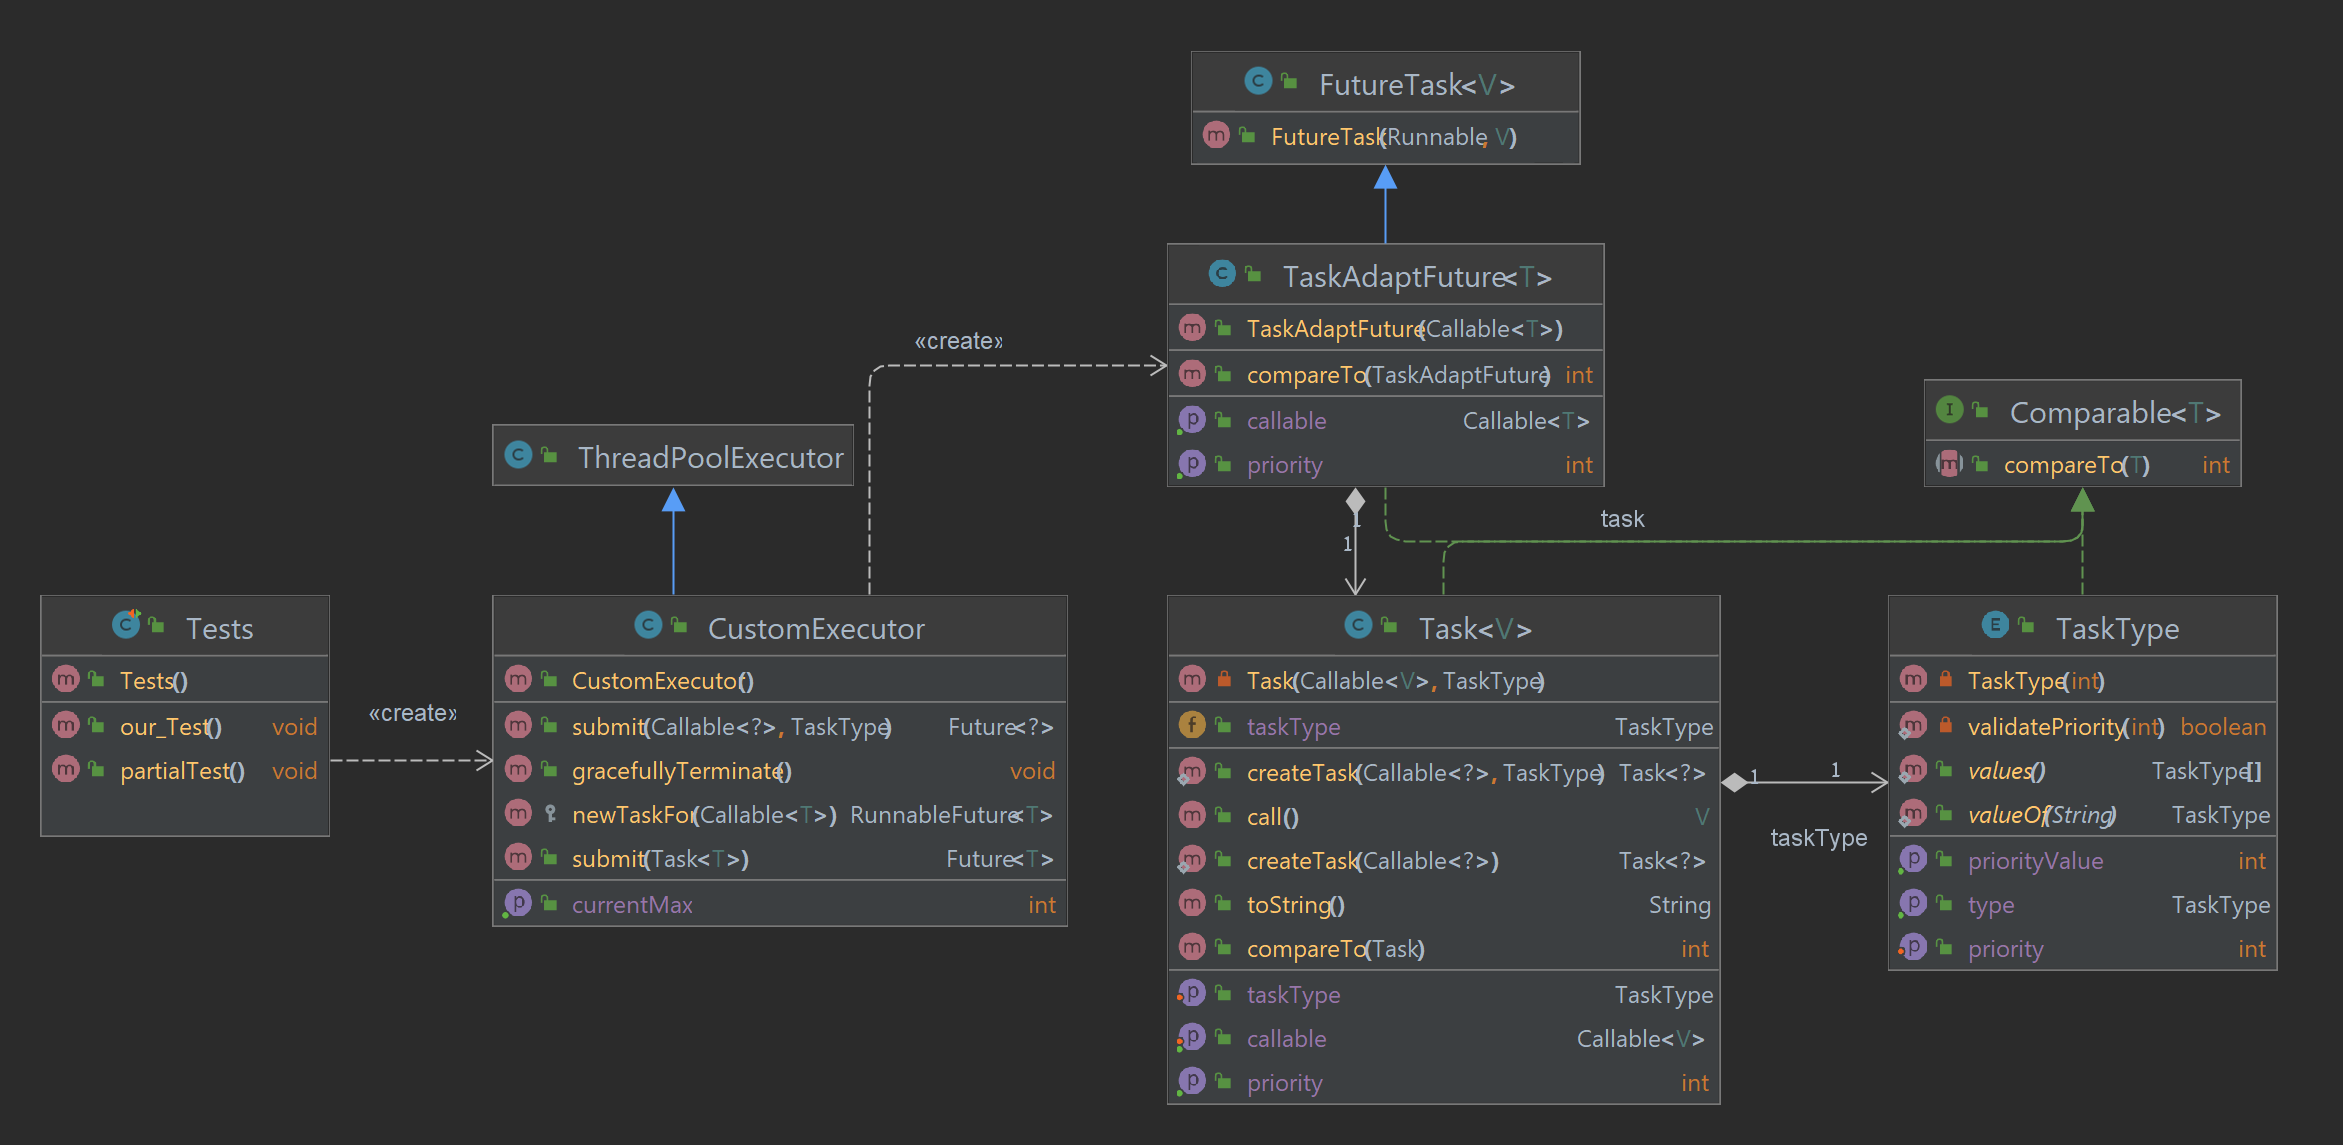 FutureTask<V>
FutureTask(Runnable, V)
TaskAdaptFuture<T>
TaskAdaptFuture(Callable<T>)
compareTo(TaskAdaptFuture) int
callable Callable<T>
priority int
«create»
Comparable<T>
compareTo(T) int
ThreadPoolExecutor
task
1
1
Tests
Tests()
our_Test() void
partialTest() void
«create»
CustomExecutor
CustomExecutor()
submit(Callable<?>, TaskType) Future<?>
gracefullyTerminate() void
newTaskFor(Callable<T>) RunnableFuture<T>
submit(Task<T>) Future<T>
currentMax int
Task<V>
Task(Callable<V>, TaskType)
taskType TaskType
createTask(Callable<?>, TaskType) Task<?>
call() V
createTask(Callable<?>) Task<?>
toString() String
compareTo(Task) int
taskType TaskType
callable Callable<V>
priority int
1
1
taskType
TaskType
TaskType(int)
validatePriority(int) boolean
values() TaskType[]
valueOf(String) TaskType
priorityValue int
type TaskType
priority int